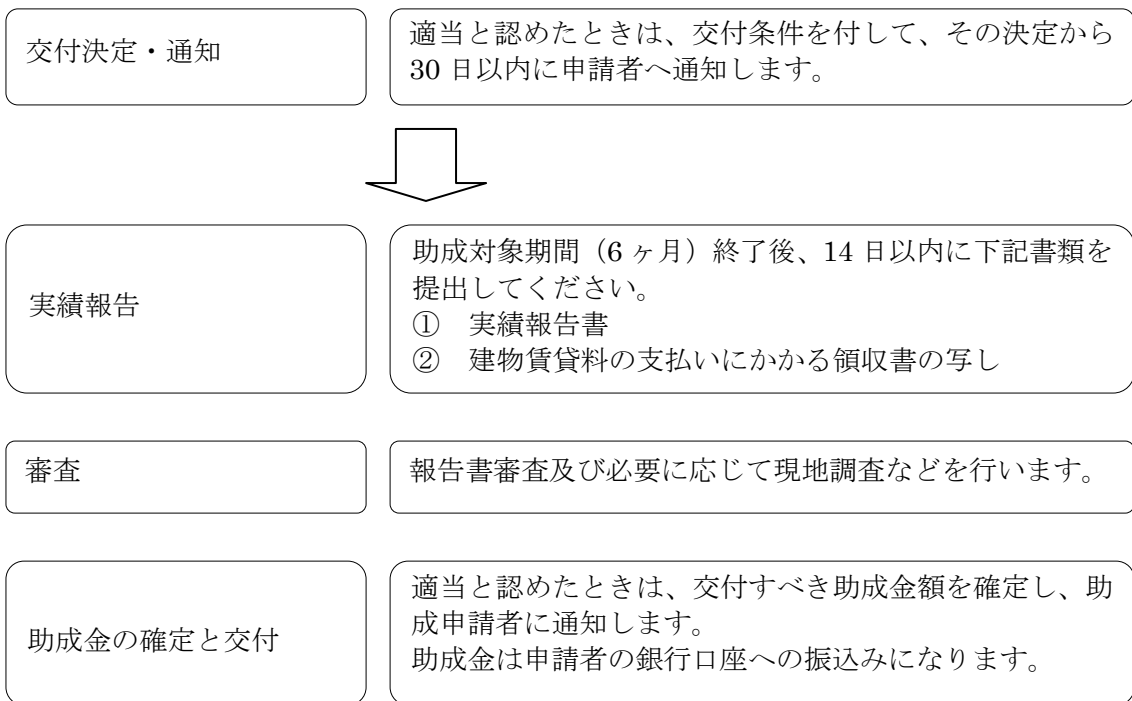 交付決定・通知
適当と認めたときは、交付条件を付して、その決定から
30 日以内に申請者へ通知します。
実績報告
助成対象期間（6 ヶ月）終了後、14 日以内に下記書類を
提出してください。
① 実績報告書
② 建物賃貸料の支払いにかかる領収書の写し
審査
報告書審査及び必要に応じて現地調査などを行います。
助成金の確定と交付
適当と認めたときは、交付すべき助成金額を確定し、助
成申請者に通知します。
助成金は申請者の銀行口座への振込みになります。